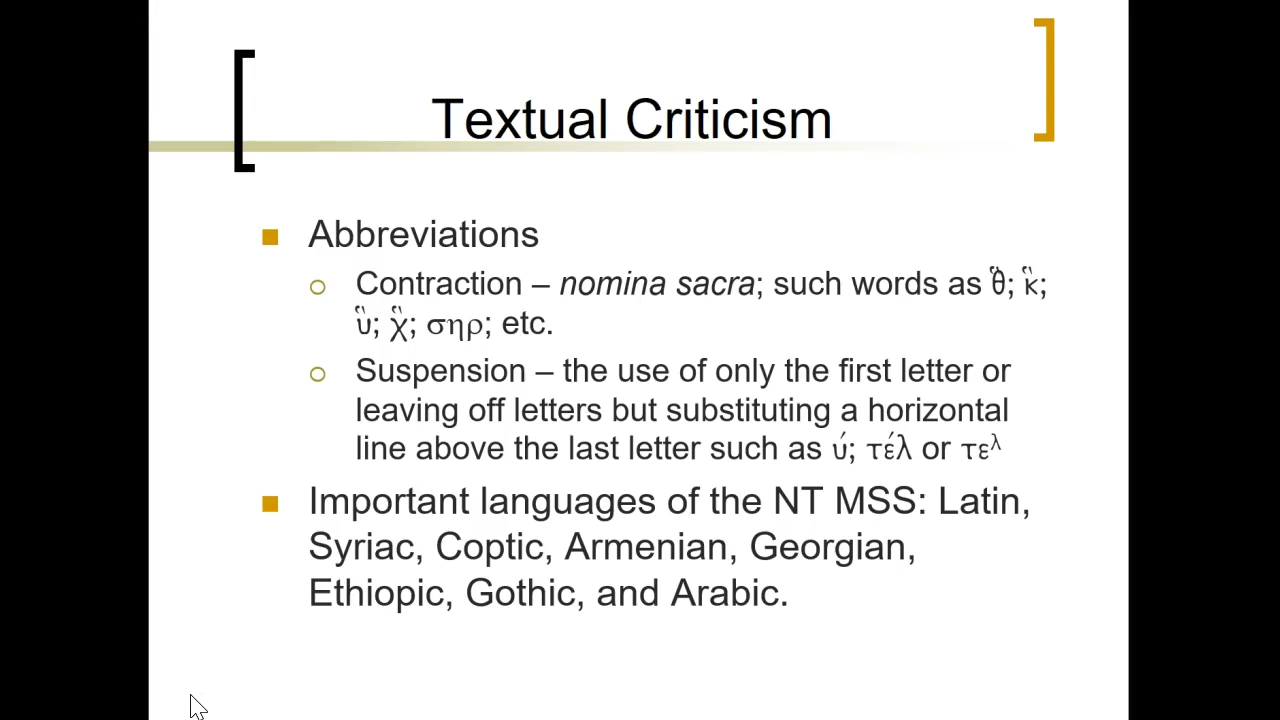 Textual Criticism
Abbreviations
Contraction – nomina sacra; such words as θ̔̏; κ̔̏;
ὑ̏; χ̔̏; σηρ; etc.
Suspension – the use of only the first letter or
leaving off letters but substituting a horizontal
line above the last letter such as ύ; τέλ or τε^λ
Important languages of the NT MSS: Latin,
Syriac, Coptic, Armenian, Georgian,
Ethiopic, Gothic, and Arabic.